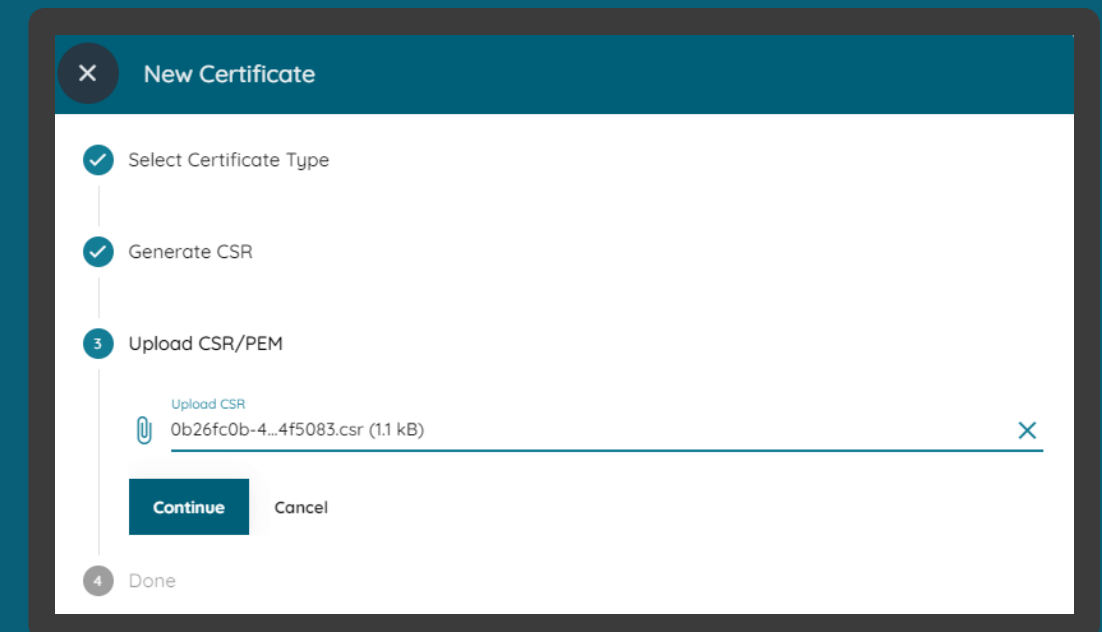 New Certificate
Select Certificate Type
Generate CSR
3 Upload CSR/PEM
Upload CSR
0b26fc0b-4...4f5083.csr (1.1 kB)
Continue Cancel
4 Done